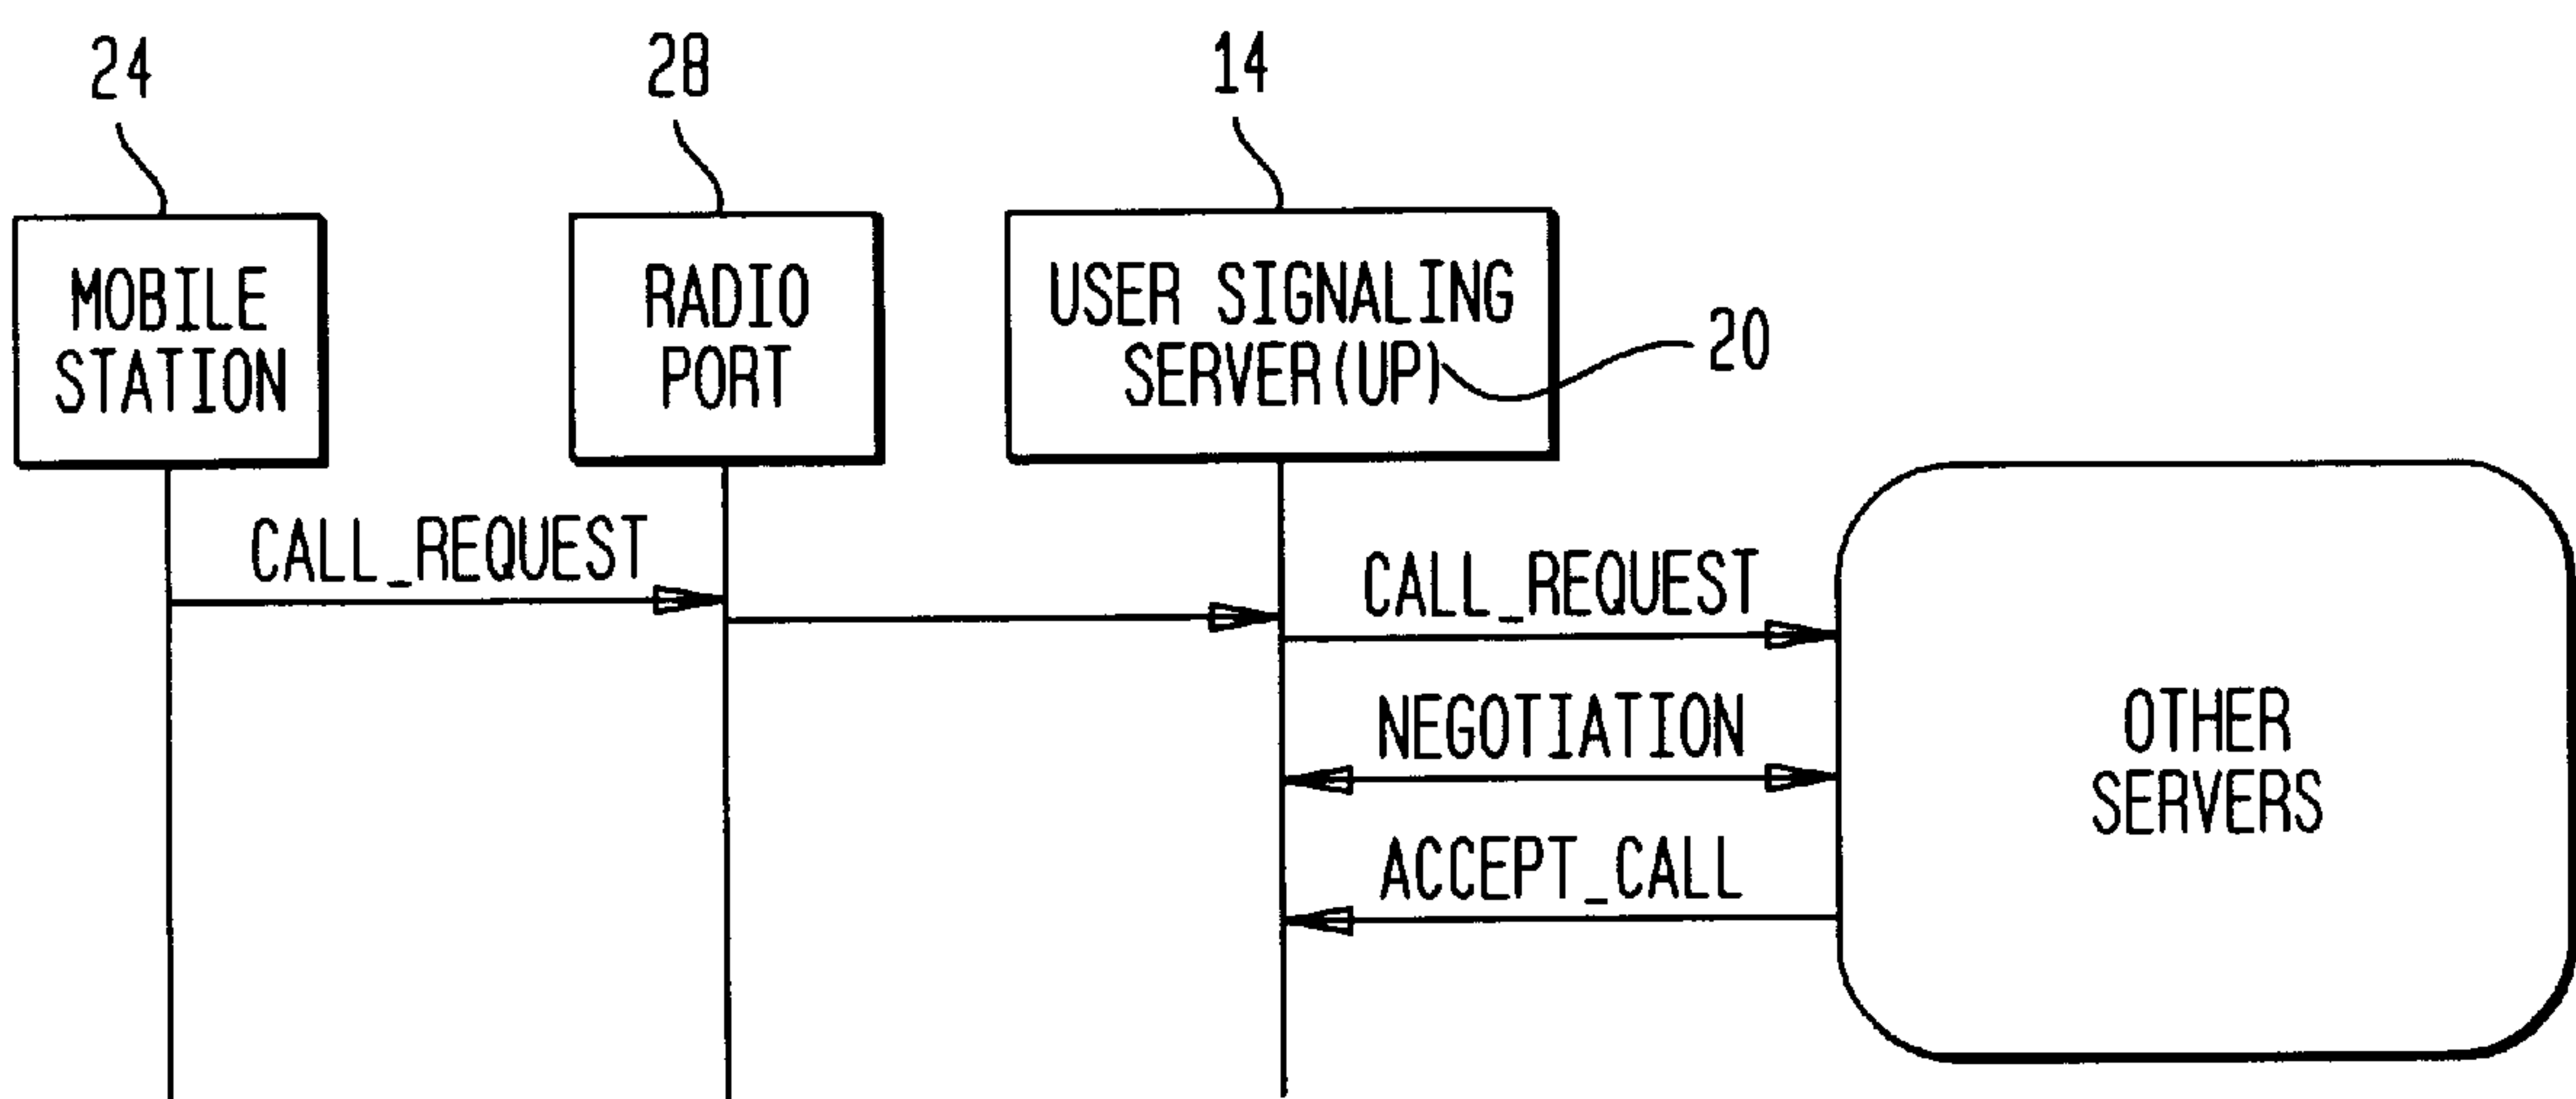 24
28
14
MOBILE
STATION
RADIO
PORT
USER SIGNALING
SERVER(UP)
20
CALL_REQUEST
CALL_REQUEST
NEGOTIATION
ACCEPT_CALL
OTHER
SERVERS